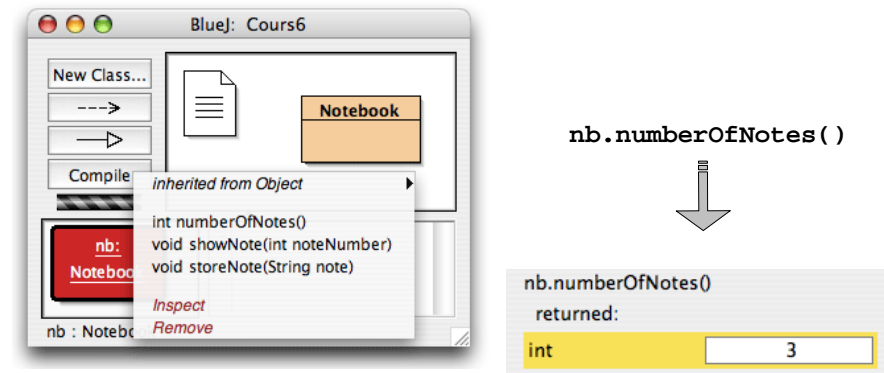 BlueJ: Cours6
New Class...
Compile
Notebook
inherited from Object
int numberOfNotes()
void showNote(int noteNumber)
void storeNote(String note)
Inspect
Remove
nb:
Noteboo
nb : Notebo
nb.numberOfNotes()
nb.numberOfNotes()
returned:
int
3